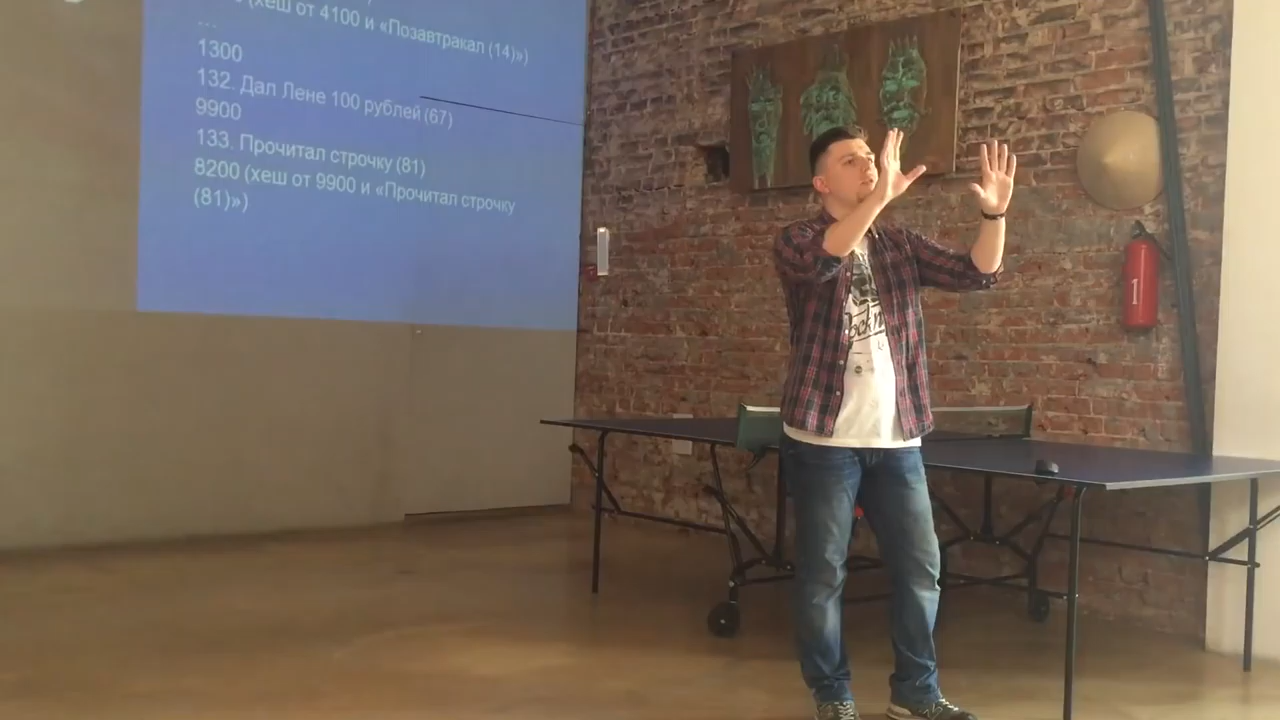 (хеш от 4100 и «Позавтракал (14)»)
...
1300
132. Дал Лене 100 рублей (67)
9900
133. Прочитал строчку (81)
8200 (хеш от 9900 и «Прочитал строчку
(81)»)
1